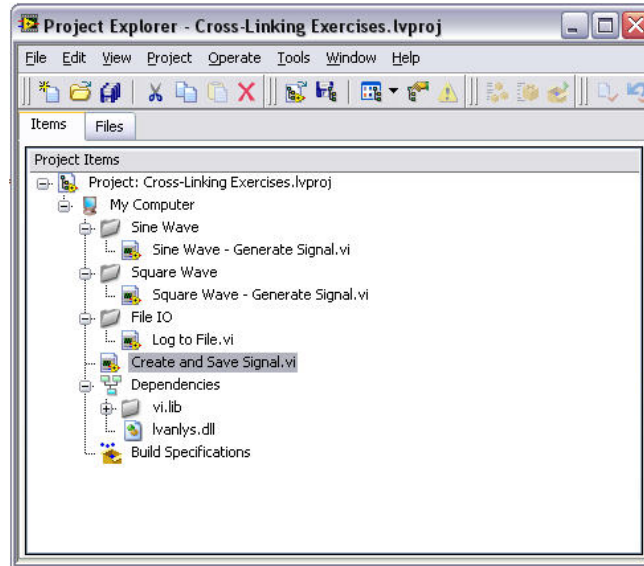 Project Explorer - Cross-Linking Exercises.lvproj
File Edit View Project Operate Tools Window Help
Items Files
Project Items
Project: Cross-Linking Exercises.lvproj
My Computer
Sine Wave
Sine Wave - Generate Signal.vi
Square Wave
Square Wave - Generate Signal.vi
File IO
Log to File.vi
Create and Save Signal.vi
Dependencies
vi.lib
lvanlys.dll
Build Specifications